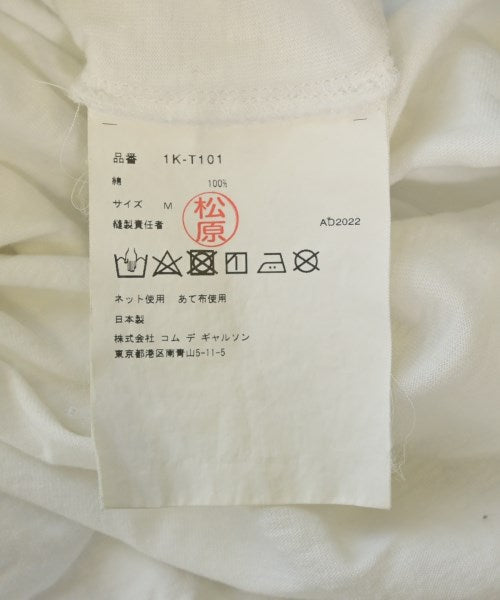 品番 1K-T101
綿 100%
サイズ M
松原
縫製責任者 AD2022
ネット使用 あて布使用
日本製
株式会社 コム デ ギャルソン
東京都港区南青山5-11-5